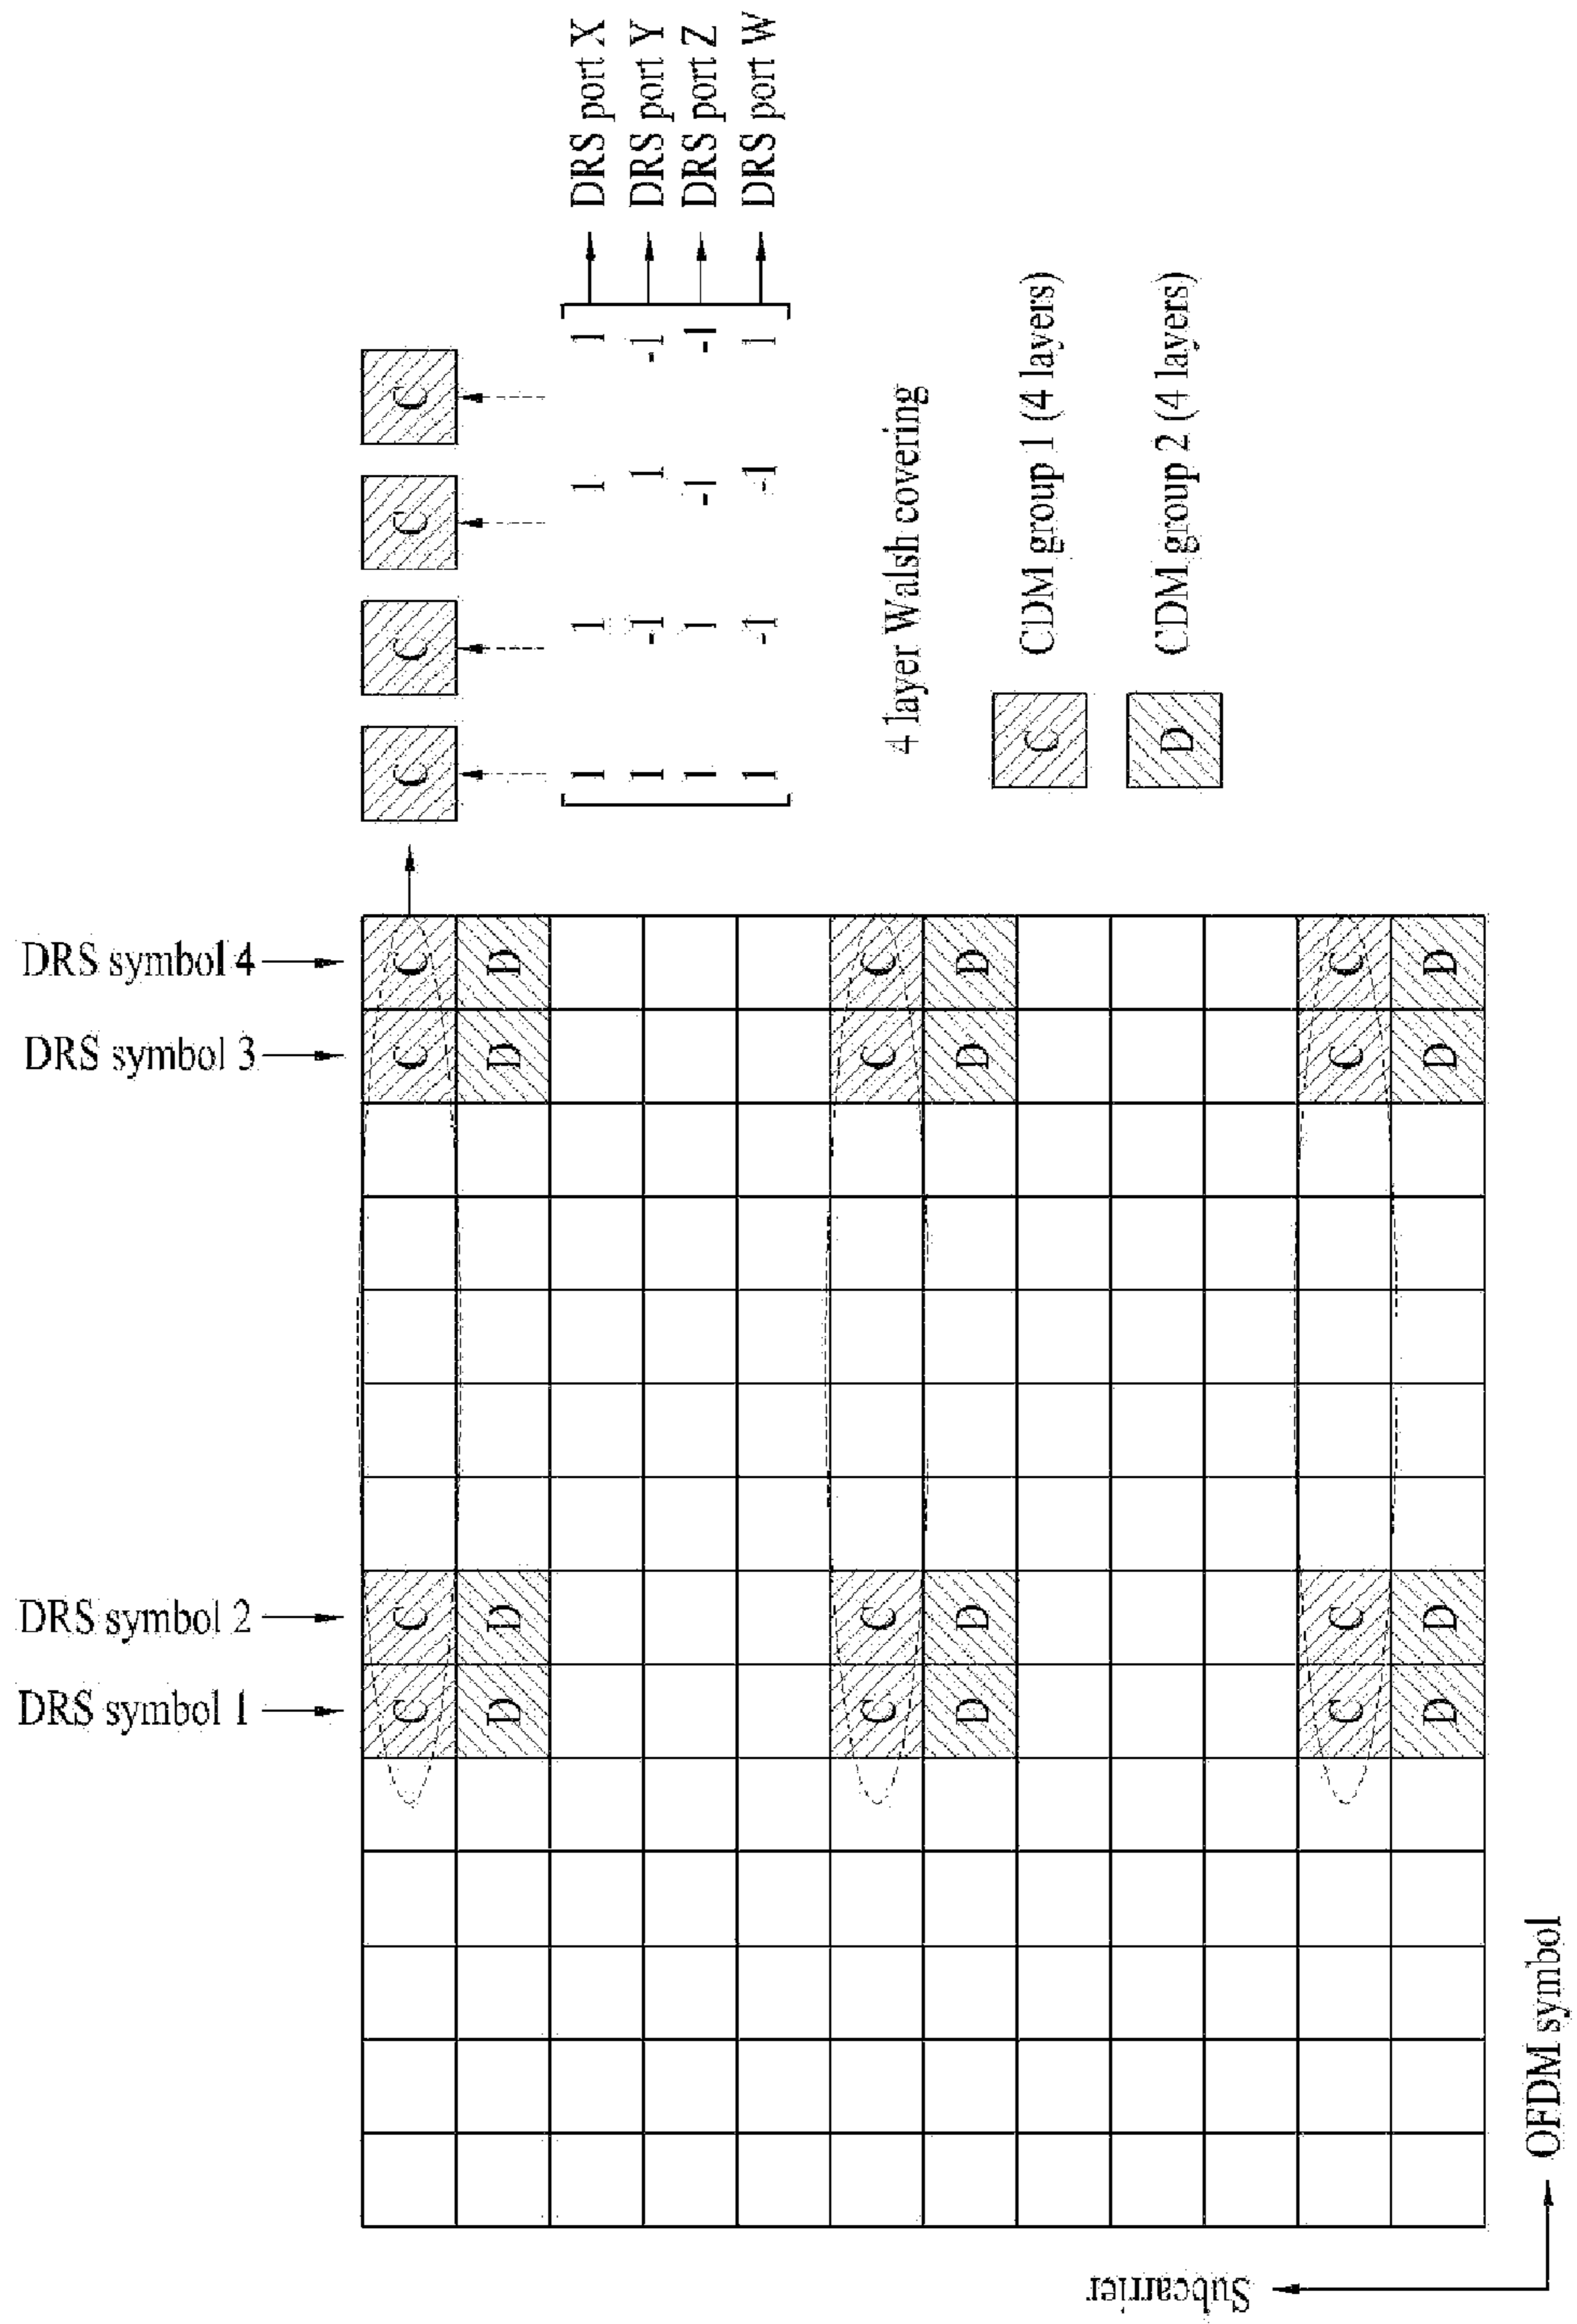 DRS symbol 1
DRS symbol 2
DRS symbol 3
DRS symbol 4
C C C C
D D D D
C C C C
D D D D
C C C C
D D D D
C C C C
1 1 1 1 DRS port X
1 -1 1 -1 DRS port Y
1 1 -1 -1 DRS port Z
1 -1 -1 1 DRS port W
4 layer Walsh covering
C CDM group 1 (4 layers)
D CDM group 2 (4 layers)
Subcarrier
OFDM symbol